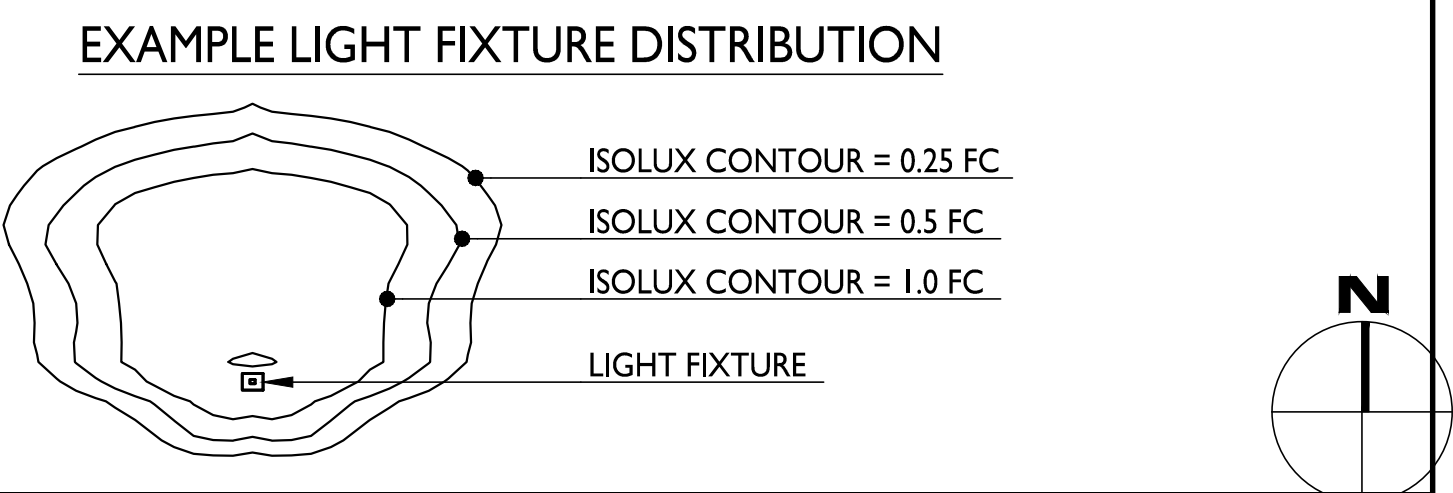 EXAMPLE LIGHT FIXTURE DISTRIBUTION
ISOLUX CONTOUR = 0.25 FC
ISOLUX CONTOUR = 0.5 FC
ISOLUX CONTOUR = 1.0 FC
LIGHT FIXTURE
N